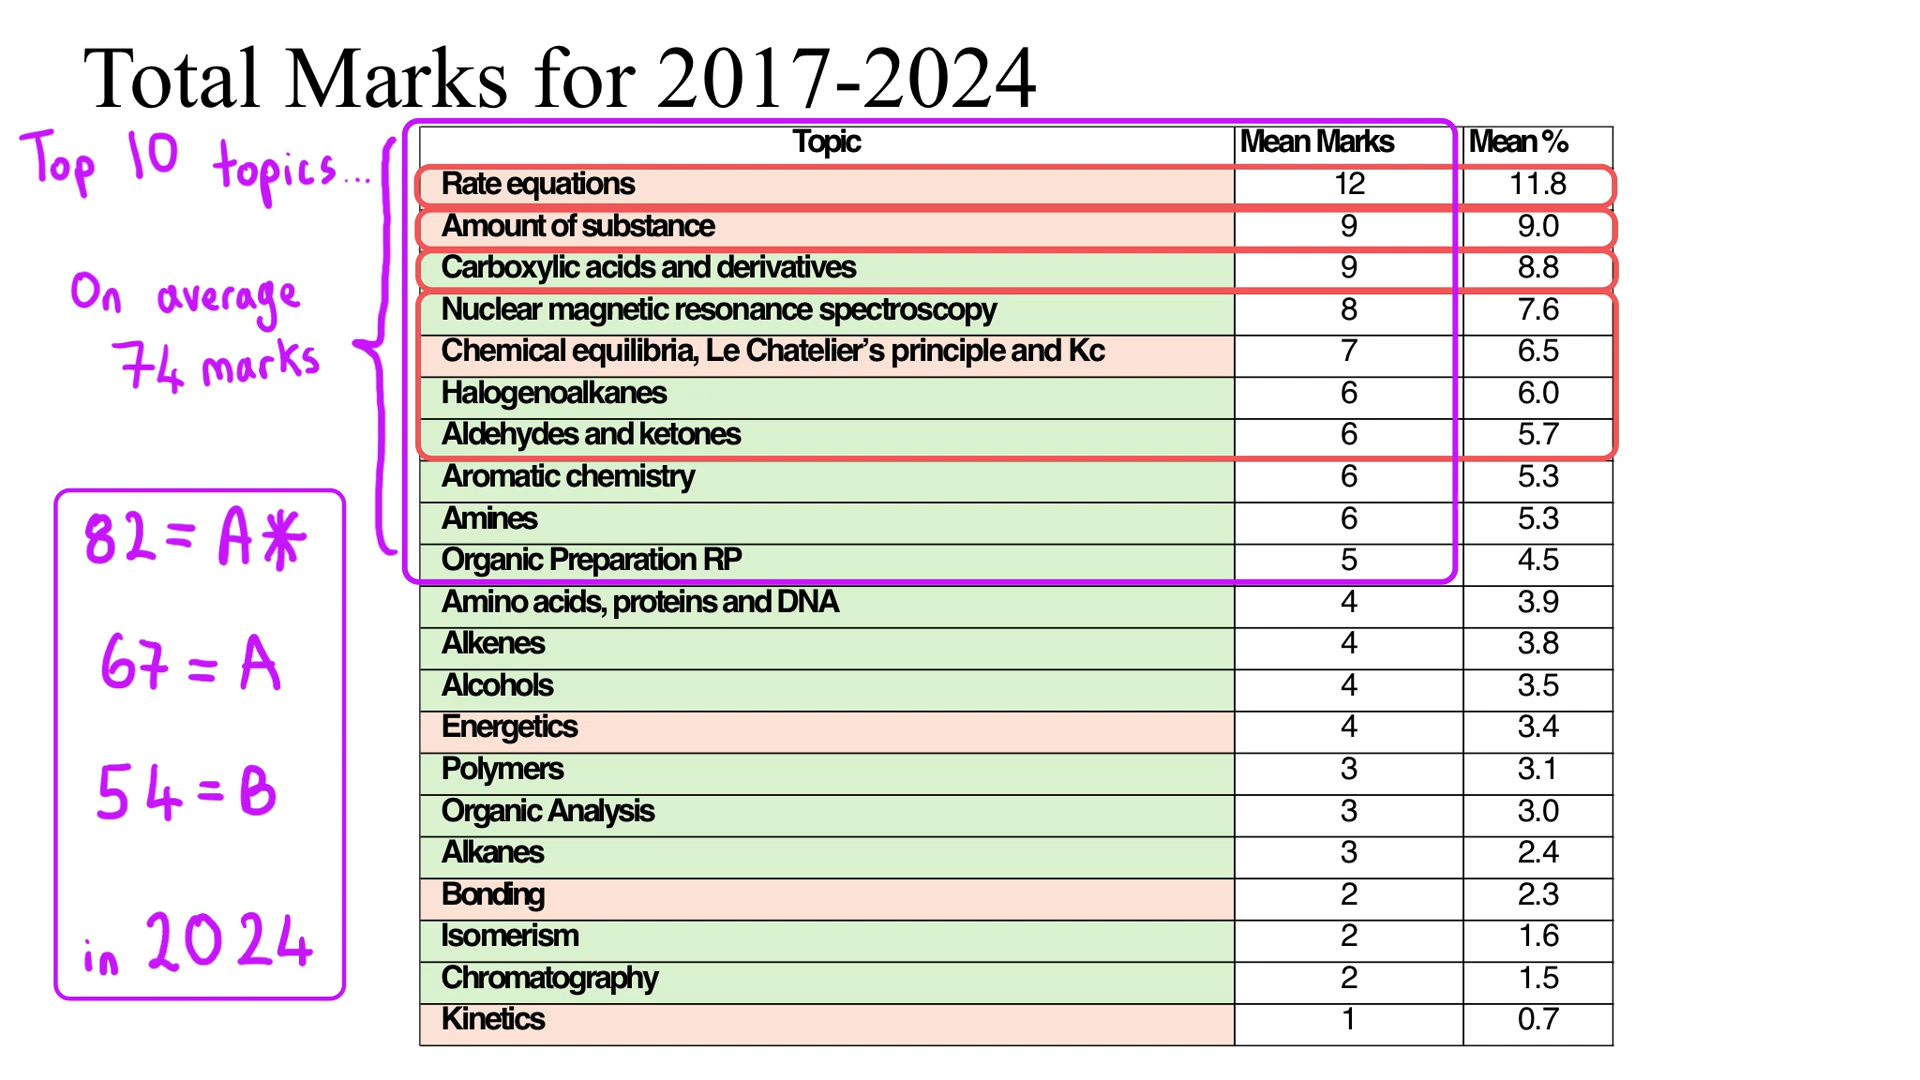 Total Marks for 2017-2024
Top 10 topics...
On average
74 marks
82 = A*
67 = A
54 = B
in 2024
Topic Mean Marks Mean %
Rate equations 12 11.8
Amount of substance 9 9.0
Carboxylic acids and derivatives 9 8.8
Nuclear magnetic resonance spectroscopy 8 7.6
Chemical equilibria, Le Chatelier's principle and Kc 7 6.5
Halogenoalkanes 6 6.0
Aldehydes and ketones 6 5.7
Aromatic chemistry 6 5.3
Amines 6 5.3
Organic Preparation RP 5 4.5
Amino acids, proteins and DNA 4 3.9
Alkenes 4 3.8
Alcohols 4 3.5
Energetics 4 3.4
Polymers 3 3.1
Organic Analysis 3 3.0
Alkanes 3 2.4
Bonding 2 2.3
Isomerism 2 1.6
Chromatography 2 1.5
Kinetics 1 0.7